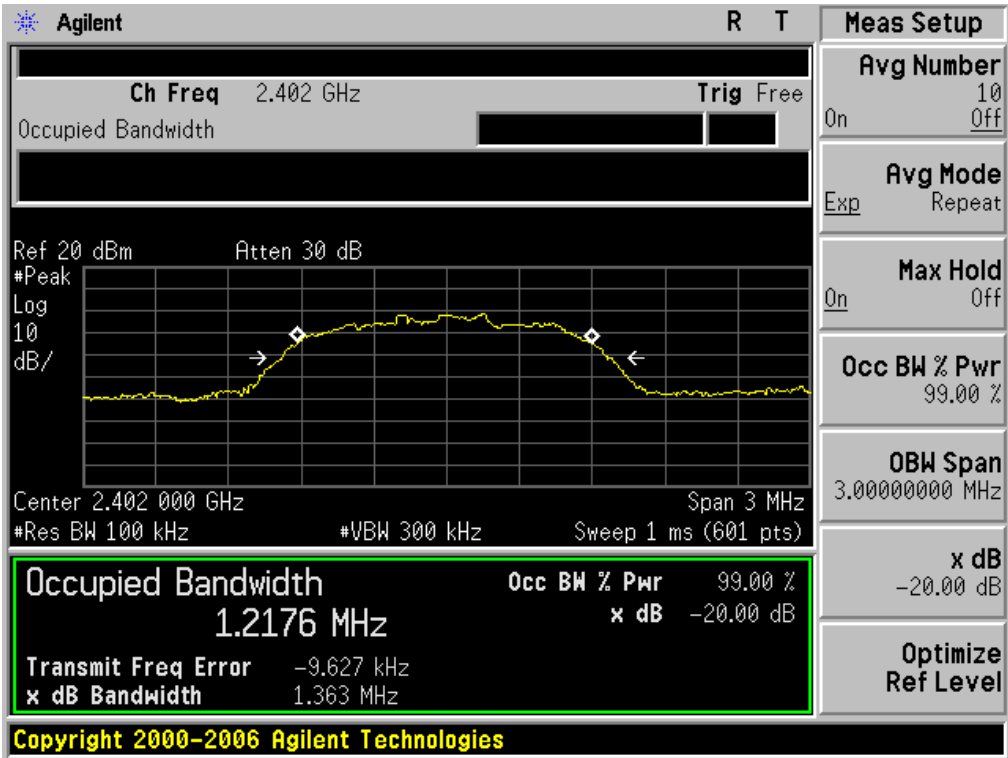 Agilent R T
Ch Freq 2.402 GHz Trig Free
Occupied Bandwidth
Ref 20 dBm Atten 30 dB
#Peak
Log
10
dB/
Center 2.402 000 GHz Span 3 MHz
#Res BW 100 kHz #VBW 300 kHz Sweep 1 ms (601 pts)
Occupied Bandwidth Occ BW % Pwr 99.00 %
1.2176 MHz x dB -20.00 dB
Transmit Freq Error -9.627 kHz
x dB Bandwidth 1.363 MHz
Copyright 2000-2006 Agilent Technologies
Meas Setup
Avg Number
10
On Off
Avg Mode
Exp Repeat
Max Hold
On Off
Occ BW % Pwr
99.00 %
OBW Span
3.00000000 MHz
x dB
-20.00 dB
Optimize
Ref Level